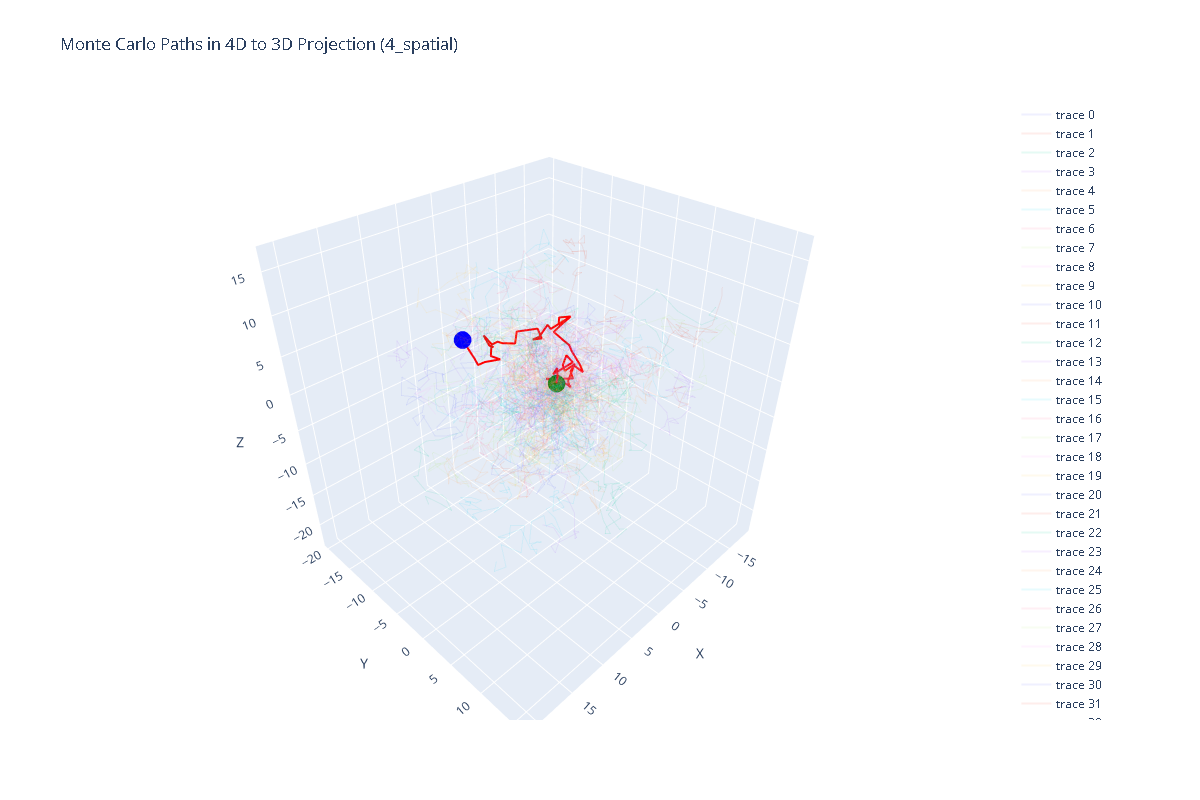 Monte Carlo Paths in 4D to 3D Projection (4_spatial)
trace 0
trace 1
trace 2
trace 3
trace 4
trace 5
trace 6
trace 7
trace 8
trace 9
trace 10
trace 11
trace 12
trace 13
trace 14
trace 15
trace 16
trace 17
trace 18
trace 19
trace 20
trace 21
trace 22
trace 23
trace 24
trace 25
trace 26
trace 27
trace 28
trace 29
trace 30
trace 31
15
10
5
0
−5
−10
−15
−20
Z
−20
−15
−10
−5
0
5
10
Y
−15
−10
−5
0
5
10
15
X